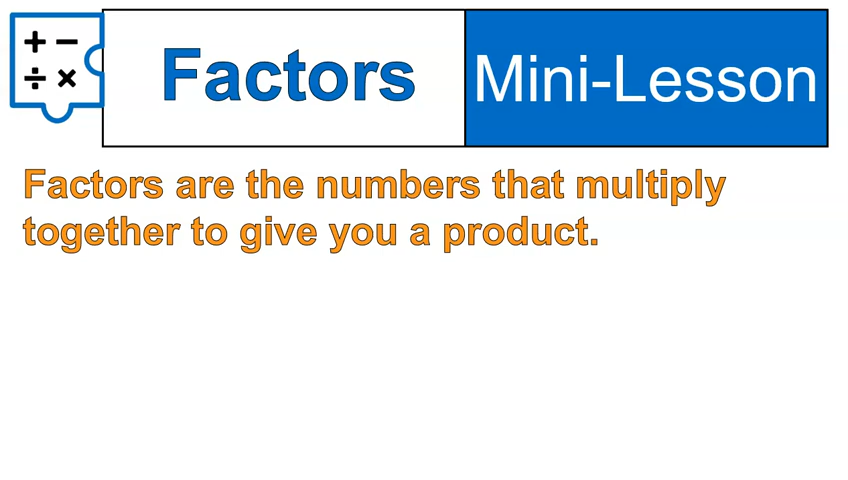 + −
÷ ×
Factors
Mini-Lesson
Factors are the numbers that multiply
together to give you a product.